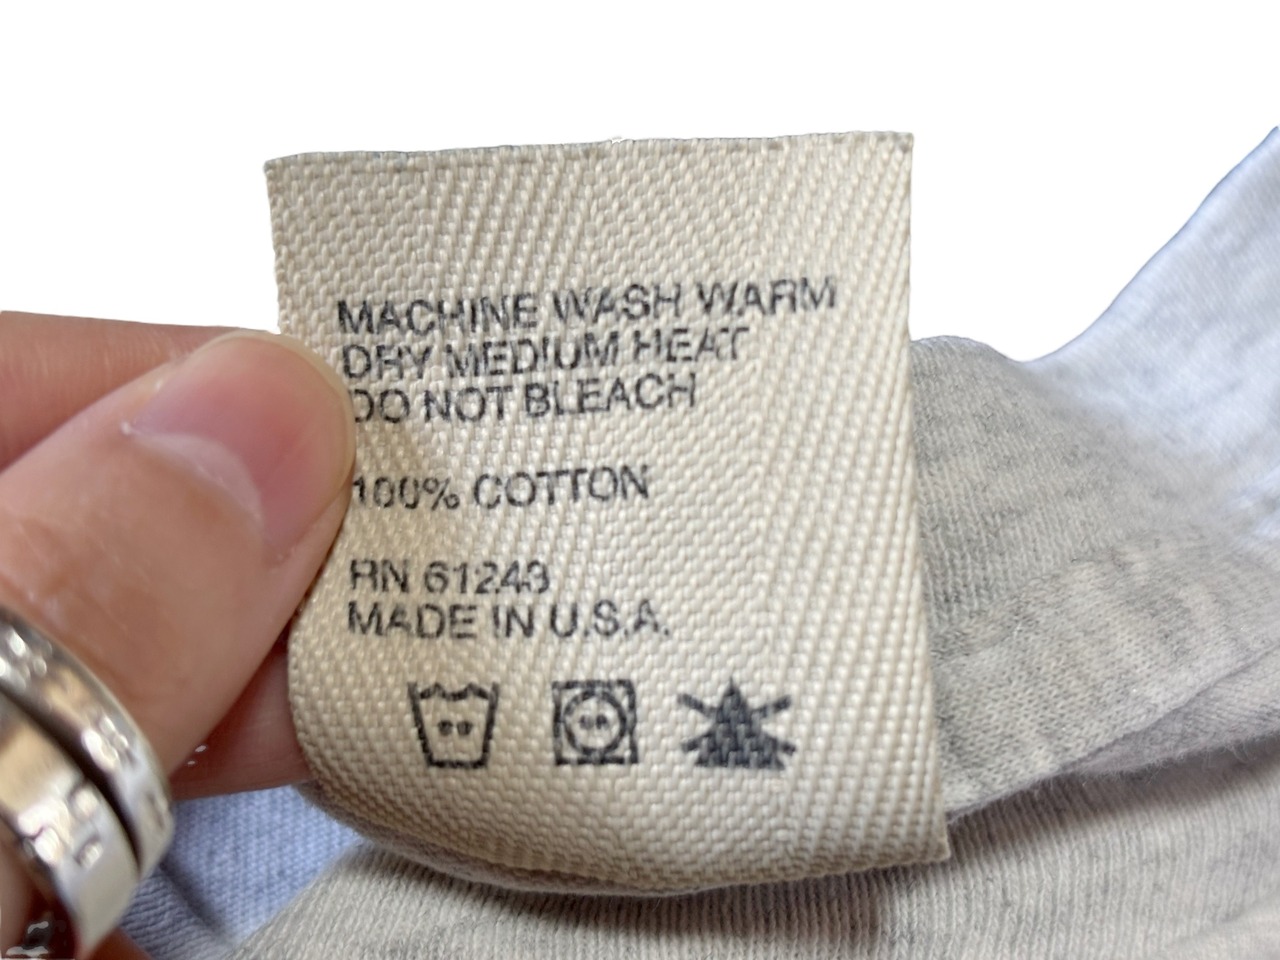 MACHINE WASH WARM
DRY MEDIUM HEAT
DO NOT BLEACH
100% COTTON
RN 61243
MADE IN U.S.A.